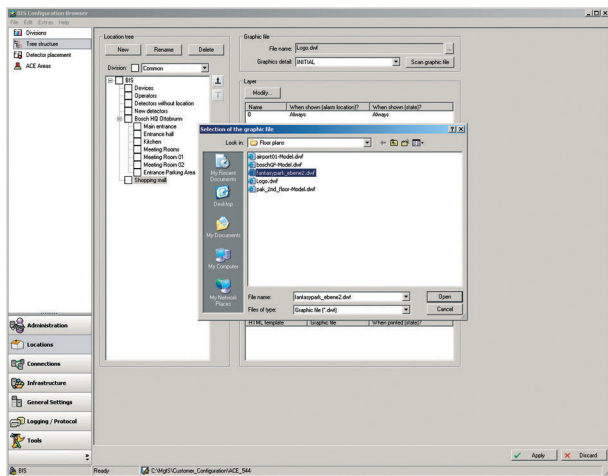 BIS Configuration Browser
File Edit Extras Help
Divisions
Tree structure
Detector placement
ACE Areas
Administration
Locations
Connections
Infrastructure
General Settings
Logging / Protocol
Tools
Location tree
New Rename Delete
Division: Common
BIS
Devices
Operators
Detectors without location
New detectors
Bosch HQ Ottobrunn
Main entrance
Entrance hall
Kitchen
Meeting Rooms
Meeting Room 01
Meeting Room 02
Entrance Parking Area
Shopping mall
Graphic file
File name: Logo.dwf ...
Graphics detail: INITIAL Scan graphic file
Layer
Modify...
Name When shown (alarm location)? When shown (state)?
0 Always Always
Selection of the graphic file
Look in: Floor plans
My Recent Documents
Desktop
My Documents
My Computer
My Network Places
airport01-Model.dwf
boschGF-Model.dwf
fantasypark_ebene2.dwf
Logo.dwf
pak_2nd_floor-Model.dwf
File name: fantasypark_ebene2.dwf Open
Files of type: Graphic file (*.dwf) Cancel
HTML template Graphic file When printed (state)?
Apply Discard
BIS Ready C:\MgtS\Customer_Configuration\ACE_544